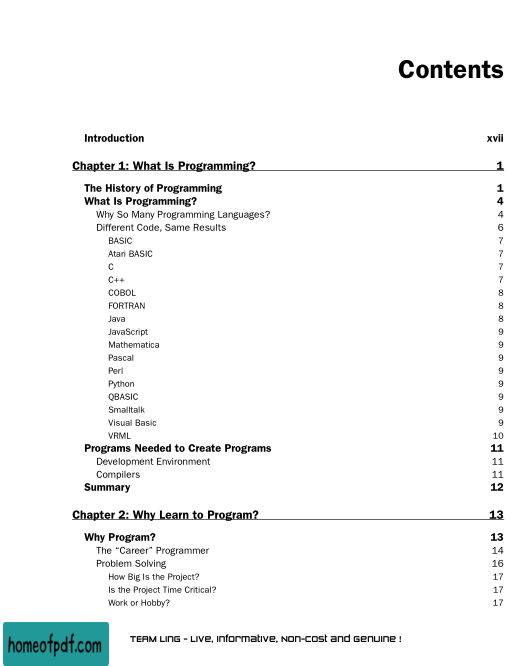 Contents
Introduction xvii
Chapter 1: What Is Programming? 1
The History of Programming 1
What Is Programming? 4
Why So Many Programming Languages? 4
Different Code, Same Results 6
BASIC 7
Atari BASIC 7
C 7
C++ 7
COBOL 8
FORTRAN 8
Java 8
JavaScript 9
Mathematica 9
Pascal 9
Perl 9
Python 9
QBASIC 9
Smalltalk 9
Visual Basic 9
VRML 10
Programs Needed to Create Programs 11
Development Environment 11
Compilers 11
Summary 12
Chapter 2: Why Learn to Program? 13
Why Program? 13
The “Career” Programmer 14
Problem Solving 16
How Big Is the Project? 17
Is the Project Time Critical? 17
Work or Hobby? 17
TEAM LING - Live, Informative, Non-cost and Genuine !
homeofpdf.com